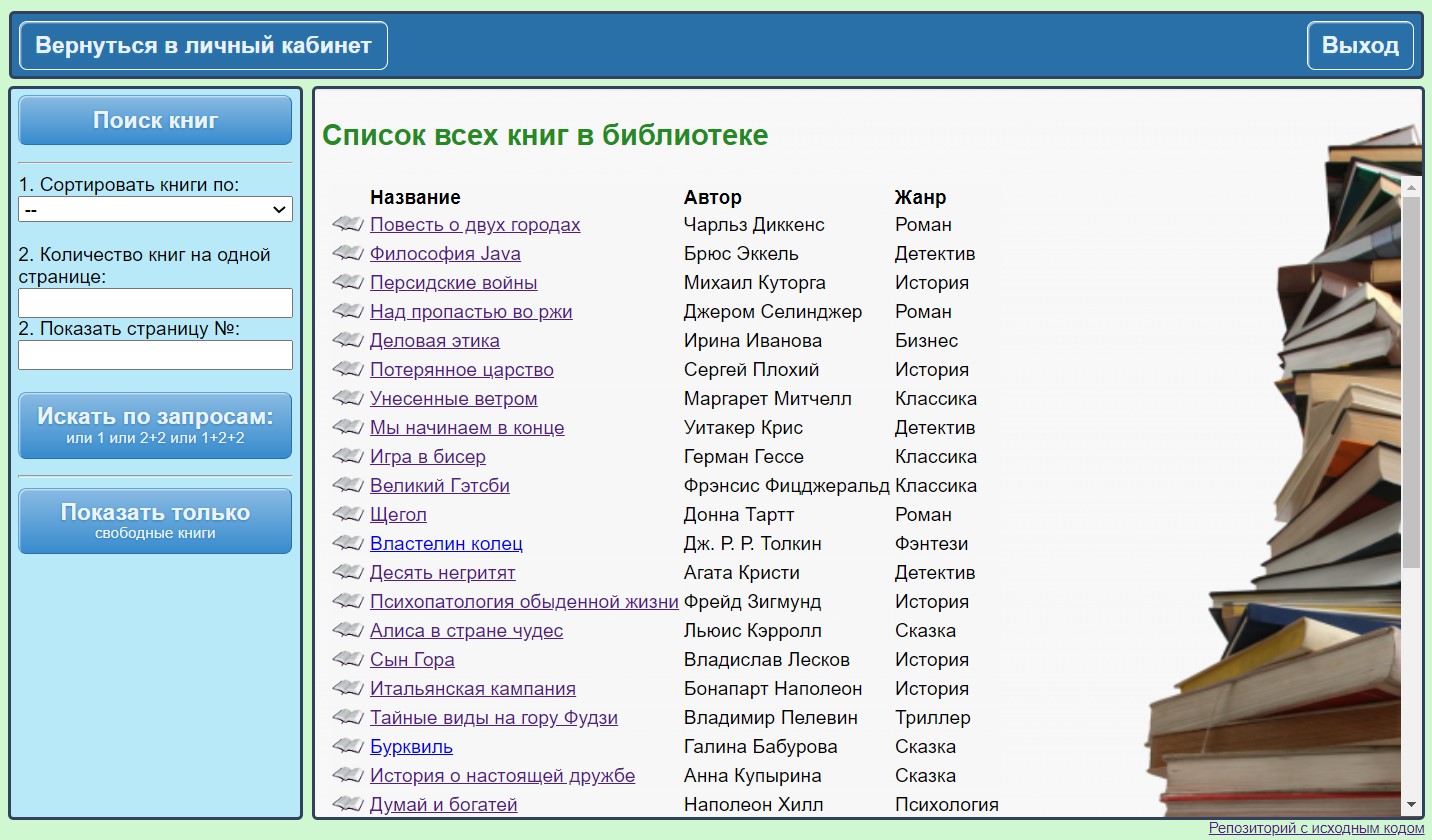 Вернуться в личный кабинет Выход
Поиск книг
1. Сортировать книги по:
--
2. Количество книг на одной
странице:
2. Показать страницу №:
Искать по запросам:
или 1 или 2+2 или 1+2+2
Показать только
свободные книги
Список всех книг в библиотеке
Название Автор Жанр
Повесть о двух городах Чарльз Диккенс Роман
Философия Java Брюс Эккель Детектив
Персидские войны Михаил Куторга История
Над пропастью во ржи Джером Селинджер Роман
Деловая этика Ирина Иванова Бизнес
Потерянное царство Сергей Плохий История
Унесенные ветром Маргарет Митчелл Классика
Мы начинаем в конце Уитакер Крис Детектив
Игра в бисер Герман Гессе Классика
Великий Гэтсби Фрэнсис Фицджеральд Классика
Щегол Донна Тартт Роман
Властелин колец Дж. Р. Р. Толкин Фэнтези
Десять негритят Агата Кристи Детектив
Психопатология обыденной жизни Фрейд Зигмунд История
Алиса в стране чудес Льюис Кэрролл Сказка
Сын Гора Владислав Лесков История
Итальянская кампания Бонапарт Наполеон История
Тайные виды на гору Фудзи Владимир Пелевин Триллер
Бурквиль Галина Бабурова Сказка
История о настоящей дружбе Анна Купырина Сказка
Думай и богатей Наполеон Хилл Психология
Репозиторий с исходным кодом